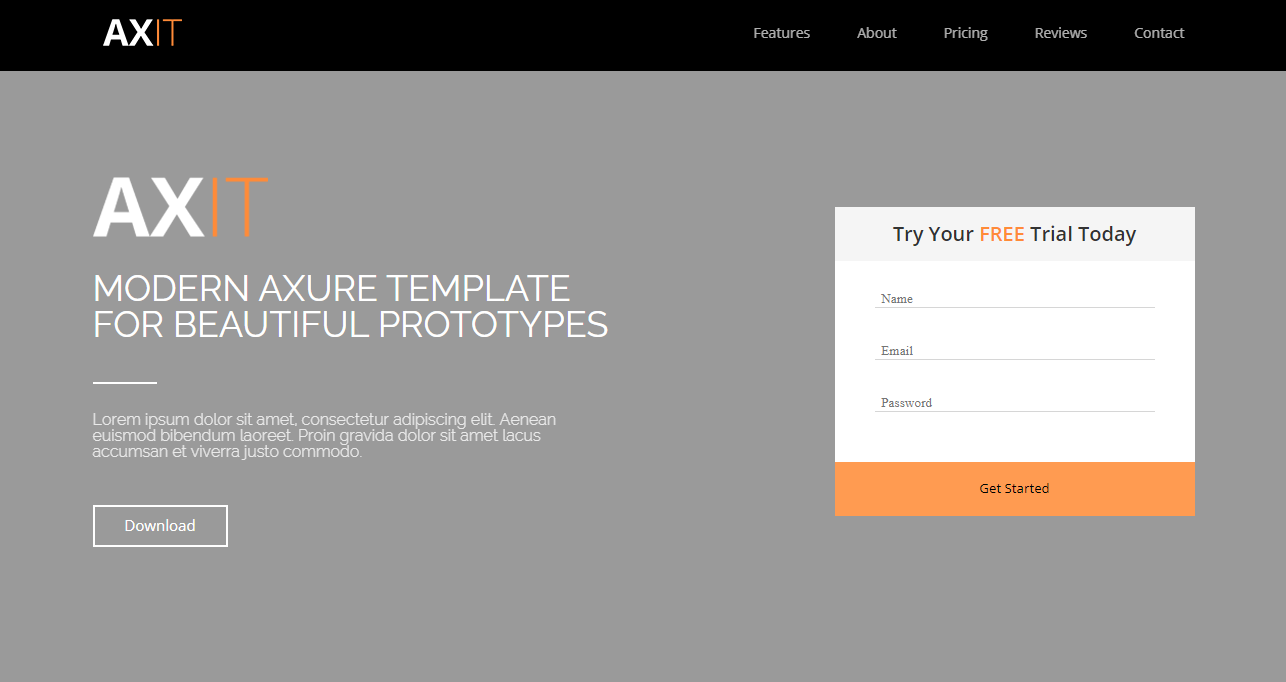 AXIT
Features About Pricing Reviews Contact
AXIT
MODERN AXURE TEMPLATE
FOR BEAUTIFUL PROTOTYPES
Lorem ipsum dolor sit amet, consectetur adipiscing elit. Aenean
euismod bibendum laoreet. Proin gravida dolor sit amet lacus
accumsan et viverra justo commodo.
Download
Try Your FREE Trial Today
Name
Email
Password
Get Started